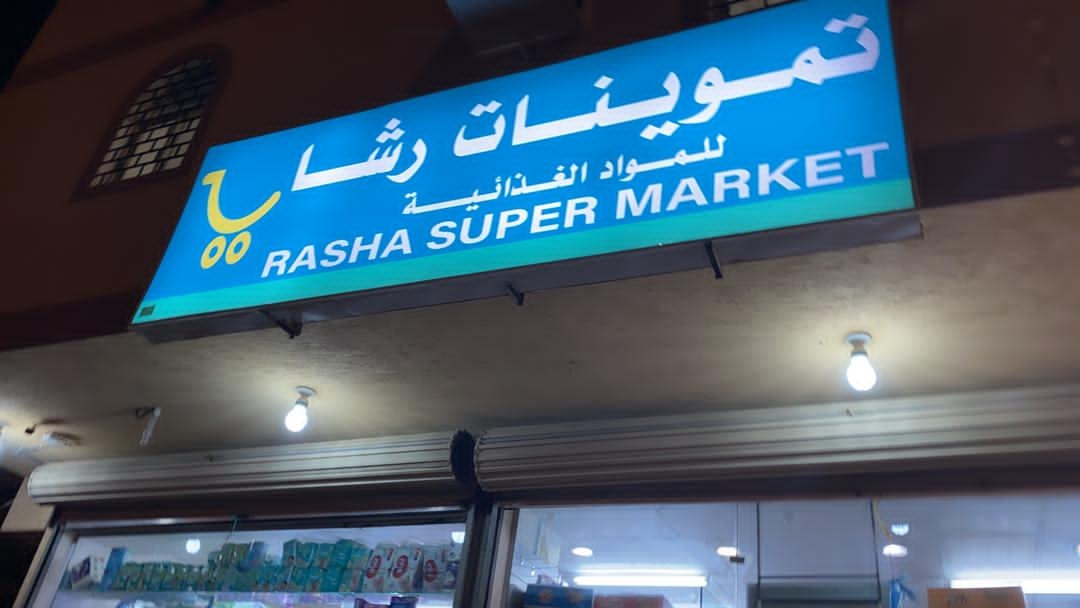 تموينات رشا
للمواد الغذائية
RASHA SUPER MARKET